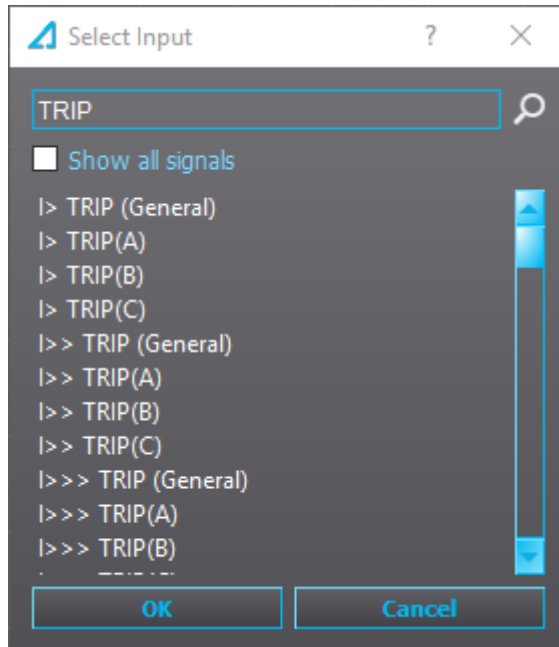 Select Input
?
TRIP
Show all signals
I> TRIP (General)
I> TRIP(A)
I> TRIP(B)
I> TRIP(C)
I>> TRIP (General)
I>> TRIP(A)
I>> TRIP(B)
I>> TRIP(C)
I>>> TRIP (General)
I>>> TRIP(A)
I>>> TRIP(B)
OK
Cancel